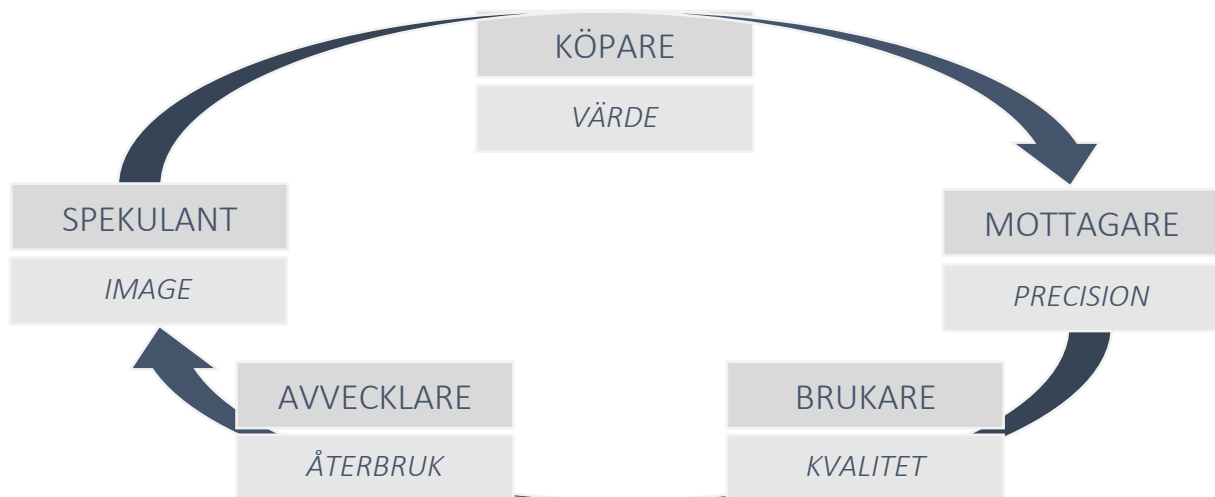 KÖPARE
VÄRDE
SPEKULANT
IMAGE
MOTTAGARE
PRECISION
AVVECKLARE
ÅTERBRUK
BRUKARE
KVALITET